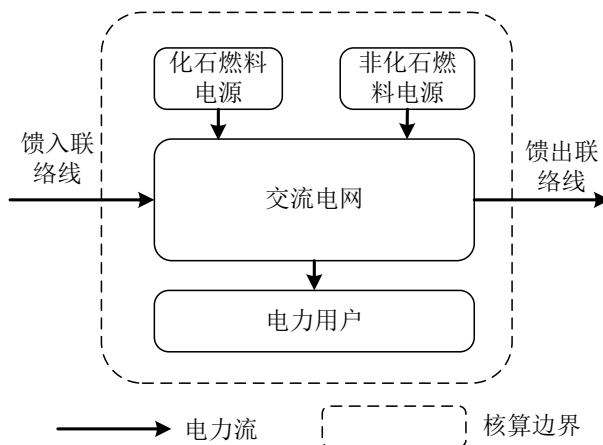 化石燃料
电源
非化石燃
料电源
馈入联
络线
交流电网
馈出联
络线
电力用户
电力流
核算边界